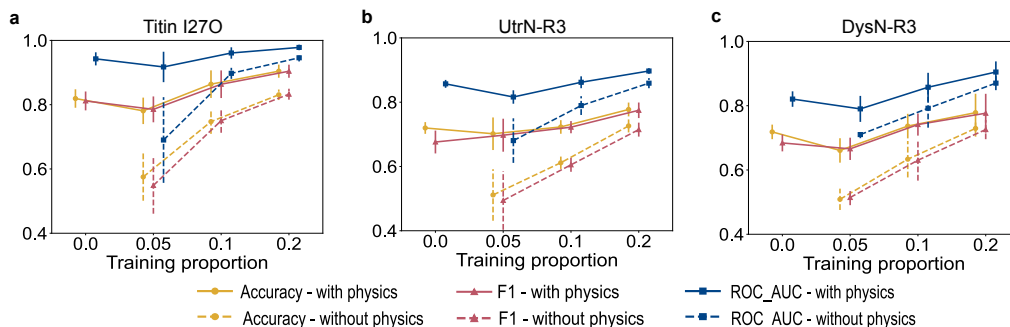 a Titin I27O
b UtrN-R3
c DysN-R3
1.0
0.8
0.6
0.4
0.0 0.05 0.1 0.2
Training proportion
1.0
0.8
0.6
0.4
0.0 0.05 0.1 0.2
Training proportion
1.0
0.8
0.6
0.4
0.0 0.05 0.1 0.2
Training proportion
Accuracy - with physics
F1 - with physics
ROC_AUC - with physics
Accuracy - without physics
F1 - without physics
ROC AUC - without physics